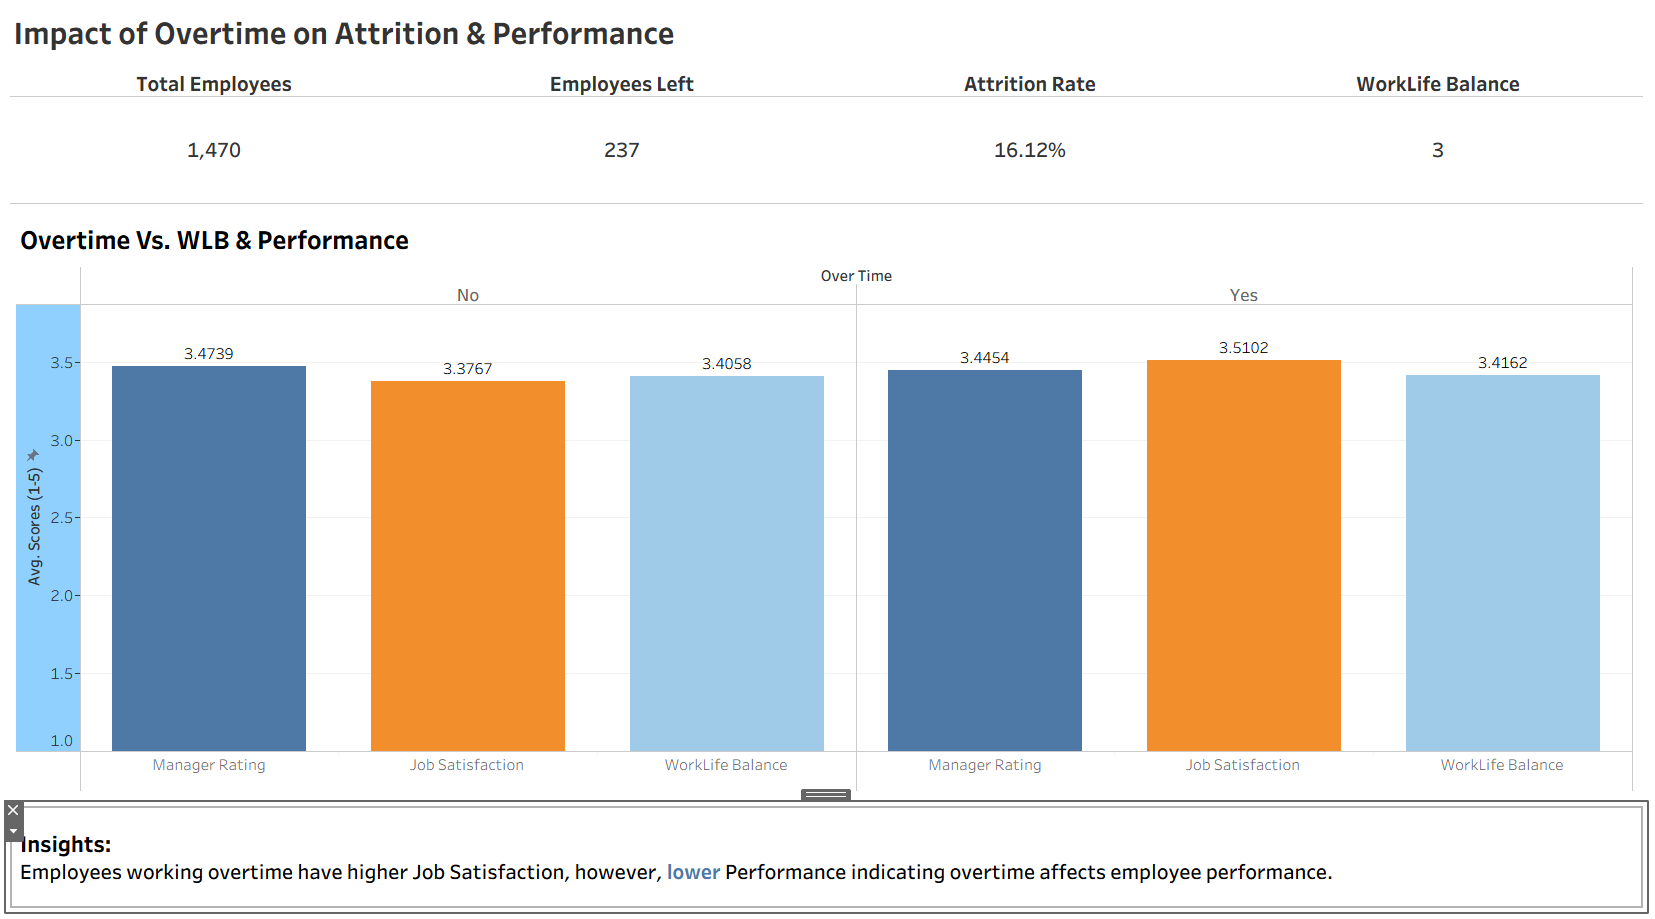 Impact of Overtime on Attrition & Performance
Total Employees Employees Left Attrition Rate WorkLife Balance
1,470 237 16.12% 3
Overtime Vs. WLB & Performance
Over Time
No Yes
Avg. Scores (1-5)
3.5
3.0
2.5
2.0
1.5
1.0
3.4739 3.3767 3.4058 3.4454 3.5102 3.4162
Manager Rating Job Satisfaction WorkLife Balance Manager Rating Job Satisfaction WorkLife Balance
Insights:
Employees working overtime have higher Job Satisfaction, however, lower Performance indicating overtime affects employee performance.